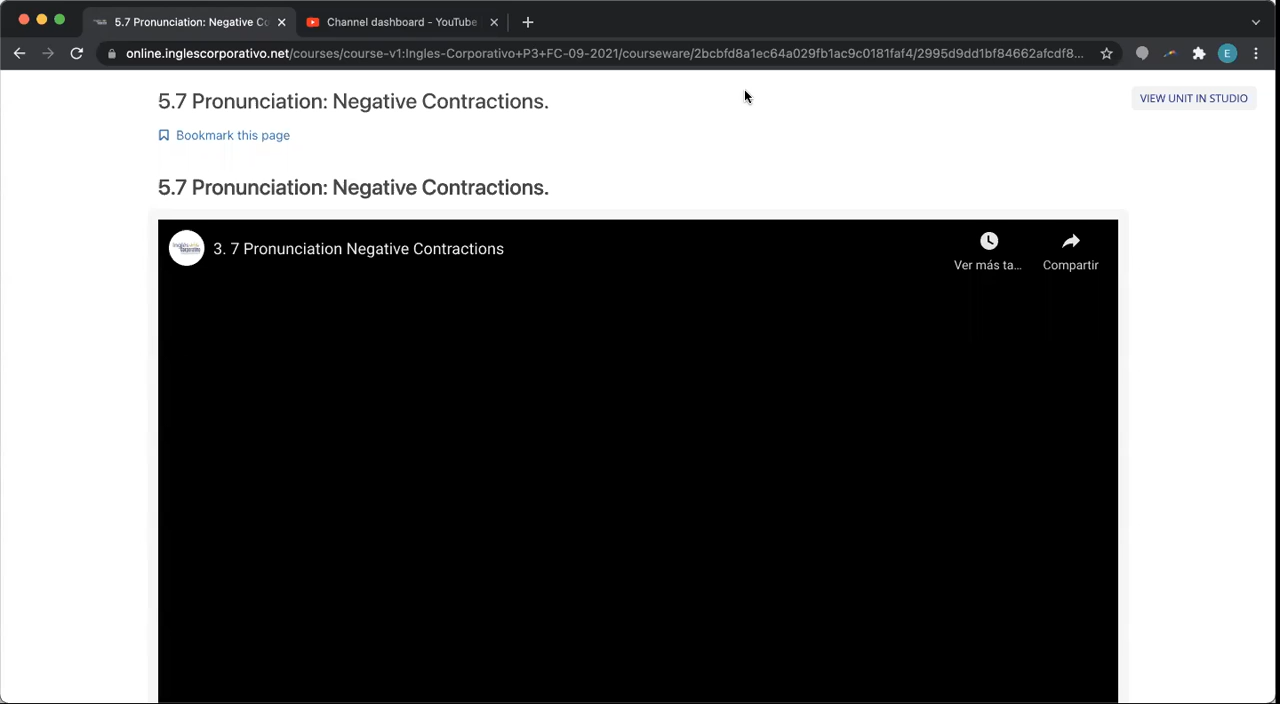 5.7 Pronunciation: Negative Co
Channel dashboard - YouTube
online.inglescorporativo.net/courses/course-v1:Ingles-Corporativo+P3+FC-09-2021/courseware/2bcbfd8a1ec64a029fb1ac9c0181faf4/2995d9dd1bf84662afcdf8...
E
5.7 Pronunciation: Negative Contractions.
VIEW UNIT IN STUDIO
Bookmark this page
5.7 Pronunciation: Negative Contractions.
3. 7 Pronunciation Negative Contractions
Ver más ta...
Compartir